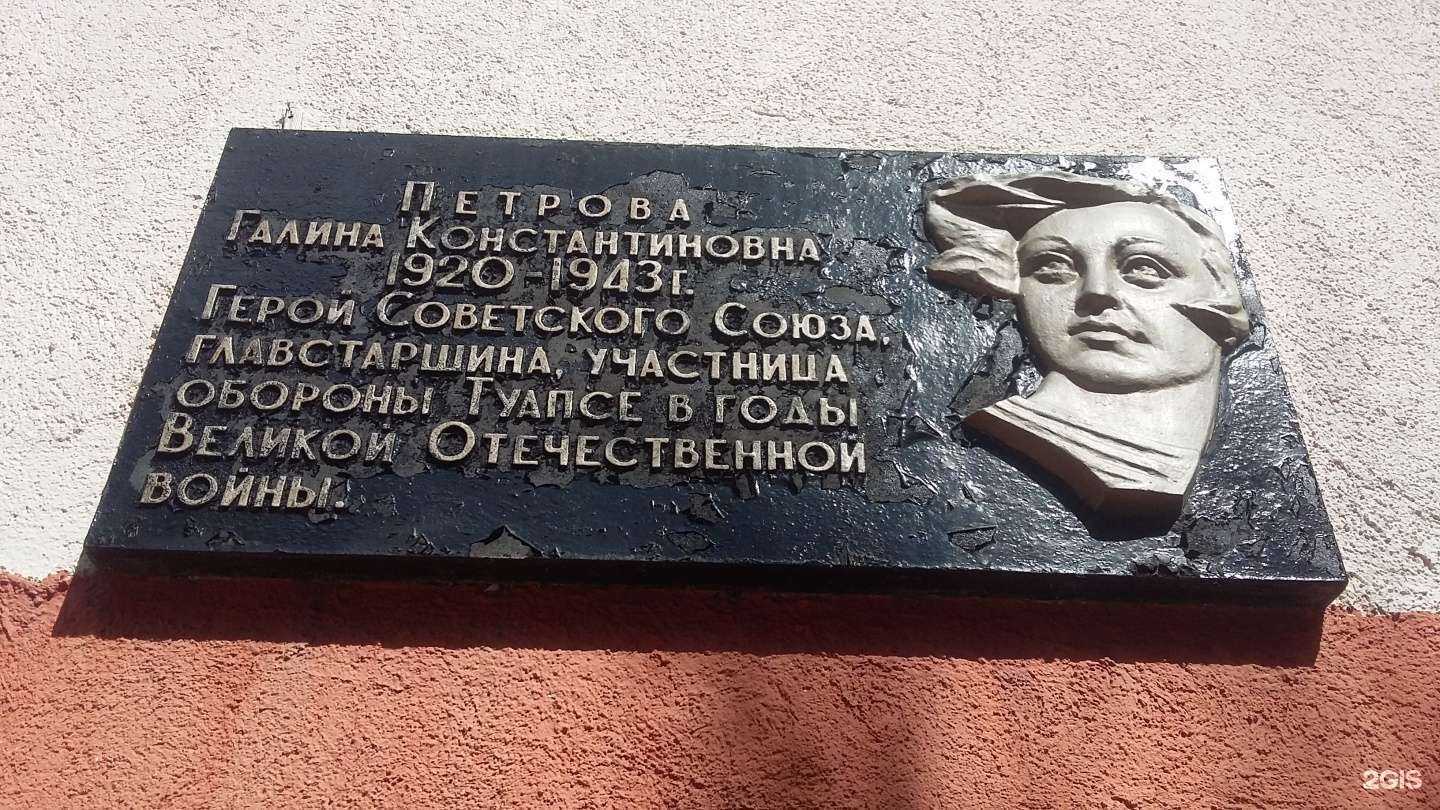 Петрова
Галина Константиновна
1920-1943г.
Герой Советского Союза,
главстаршина, участница
обороны Туапсе в годы
Великой Отечественной
войны.
2GIS